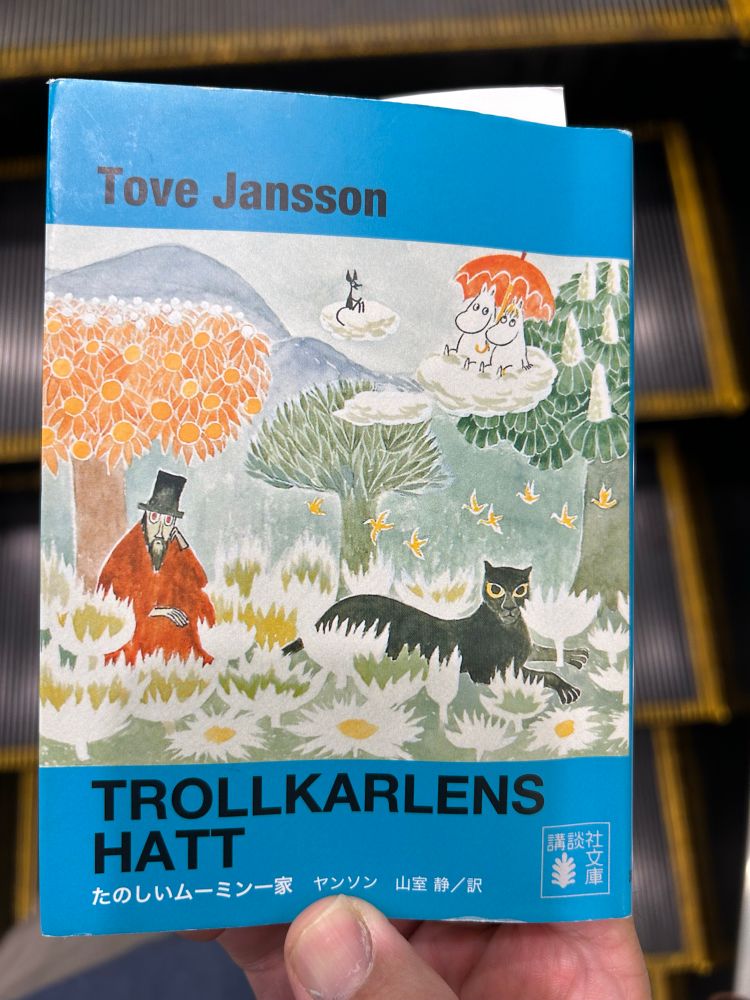 Tove Jansson
TROLLKARLENS
HATT
たのしいムーミン一家 ヤンソン 山室 静/訳
講談社
文庫